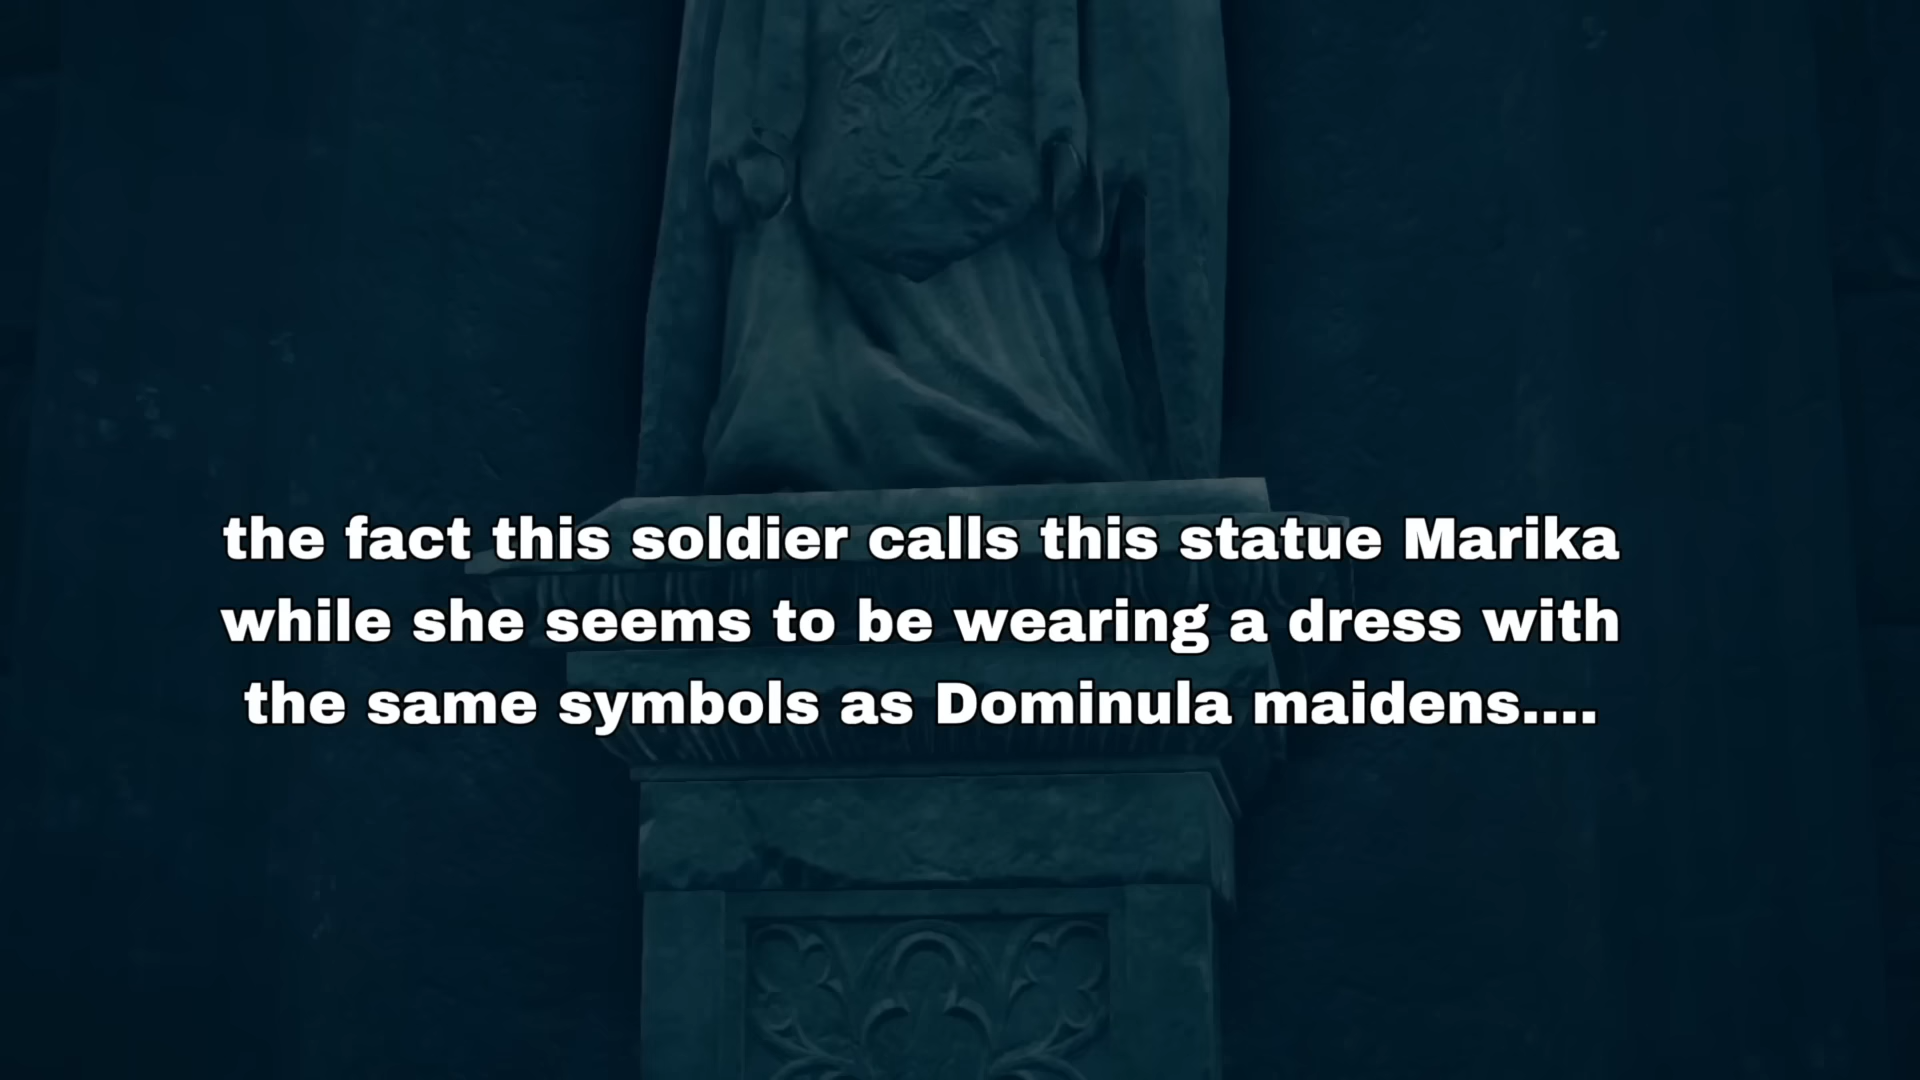 the fact this soldier calls this statue Marika
while she seems to be wearing a dress with
the same symbols as Dominula maidens....